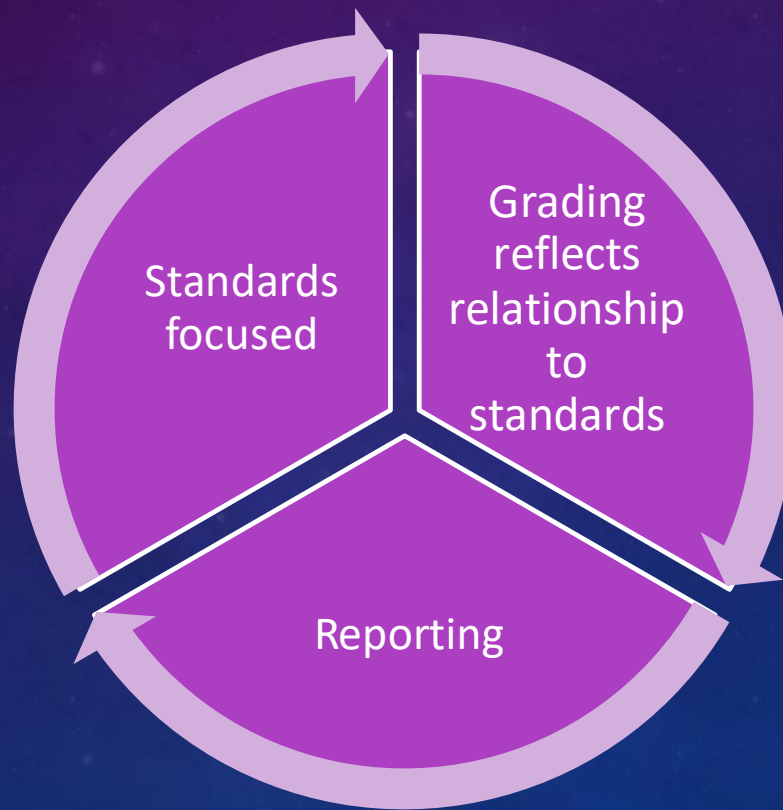 Standards
focused
Grading
reflects
relationship
to
standards
Reporting